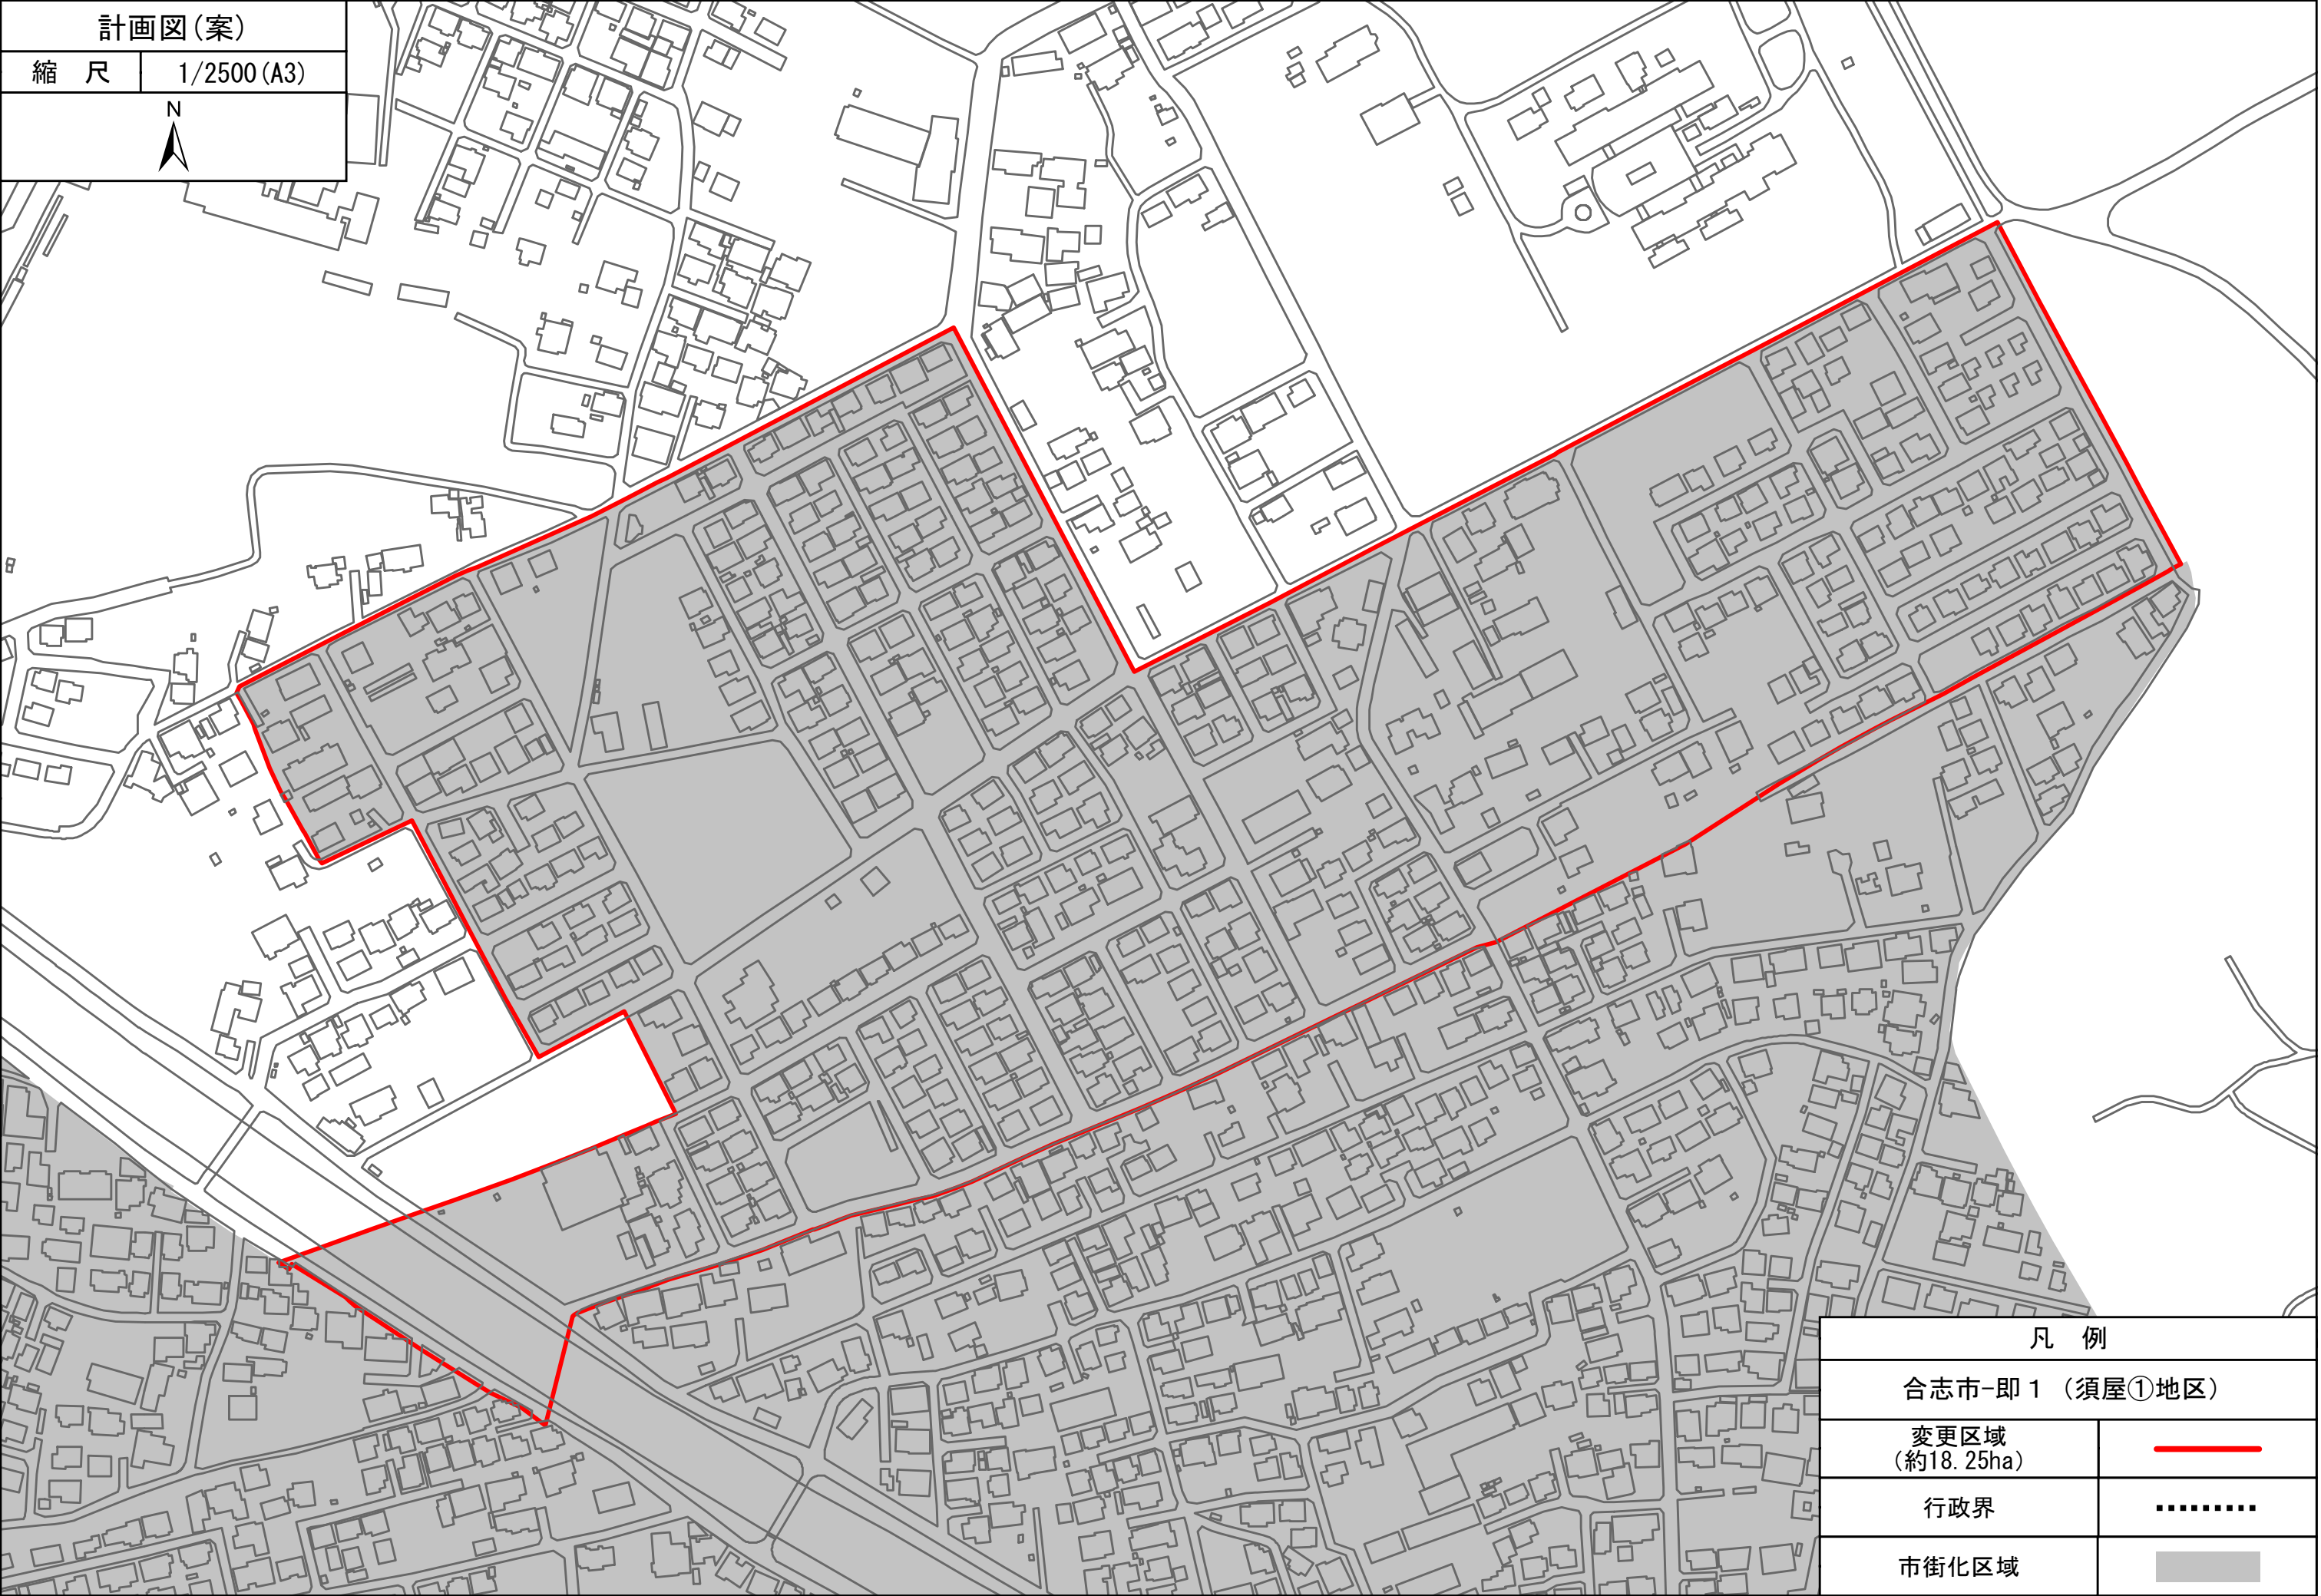 計画図(案)
縮 尺 1/2500(A3)
N
凡 例
合志市-即１（須屋①地区）
変更区域
(約18.25ha)
行政界
市街化区域